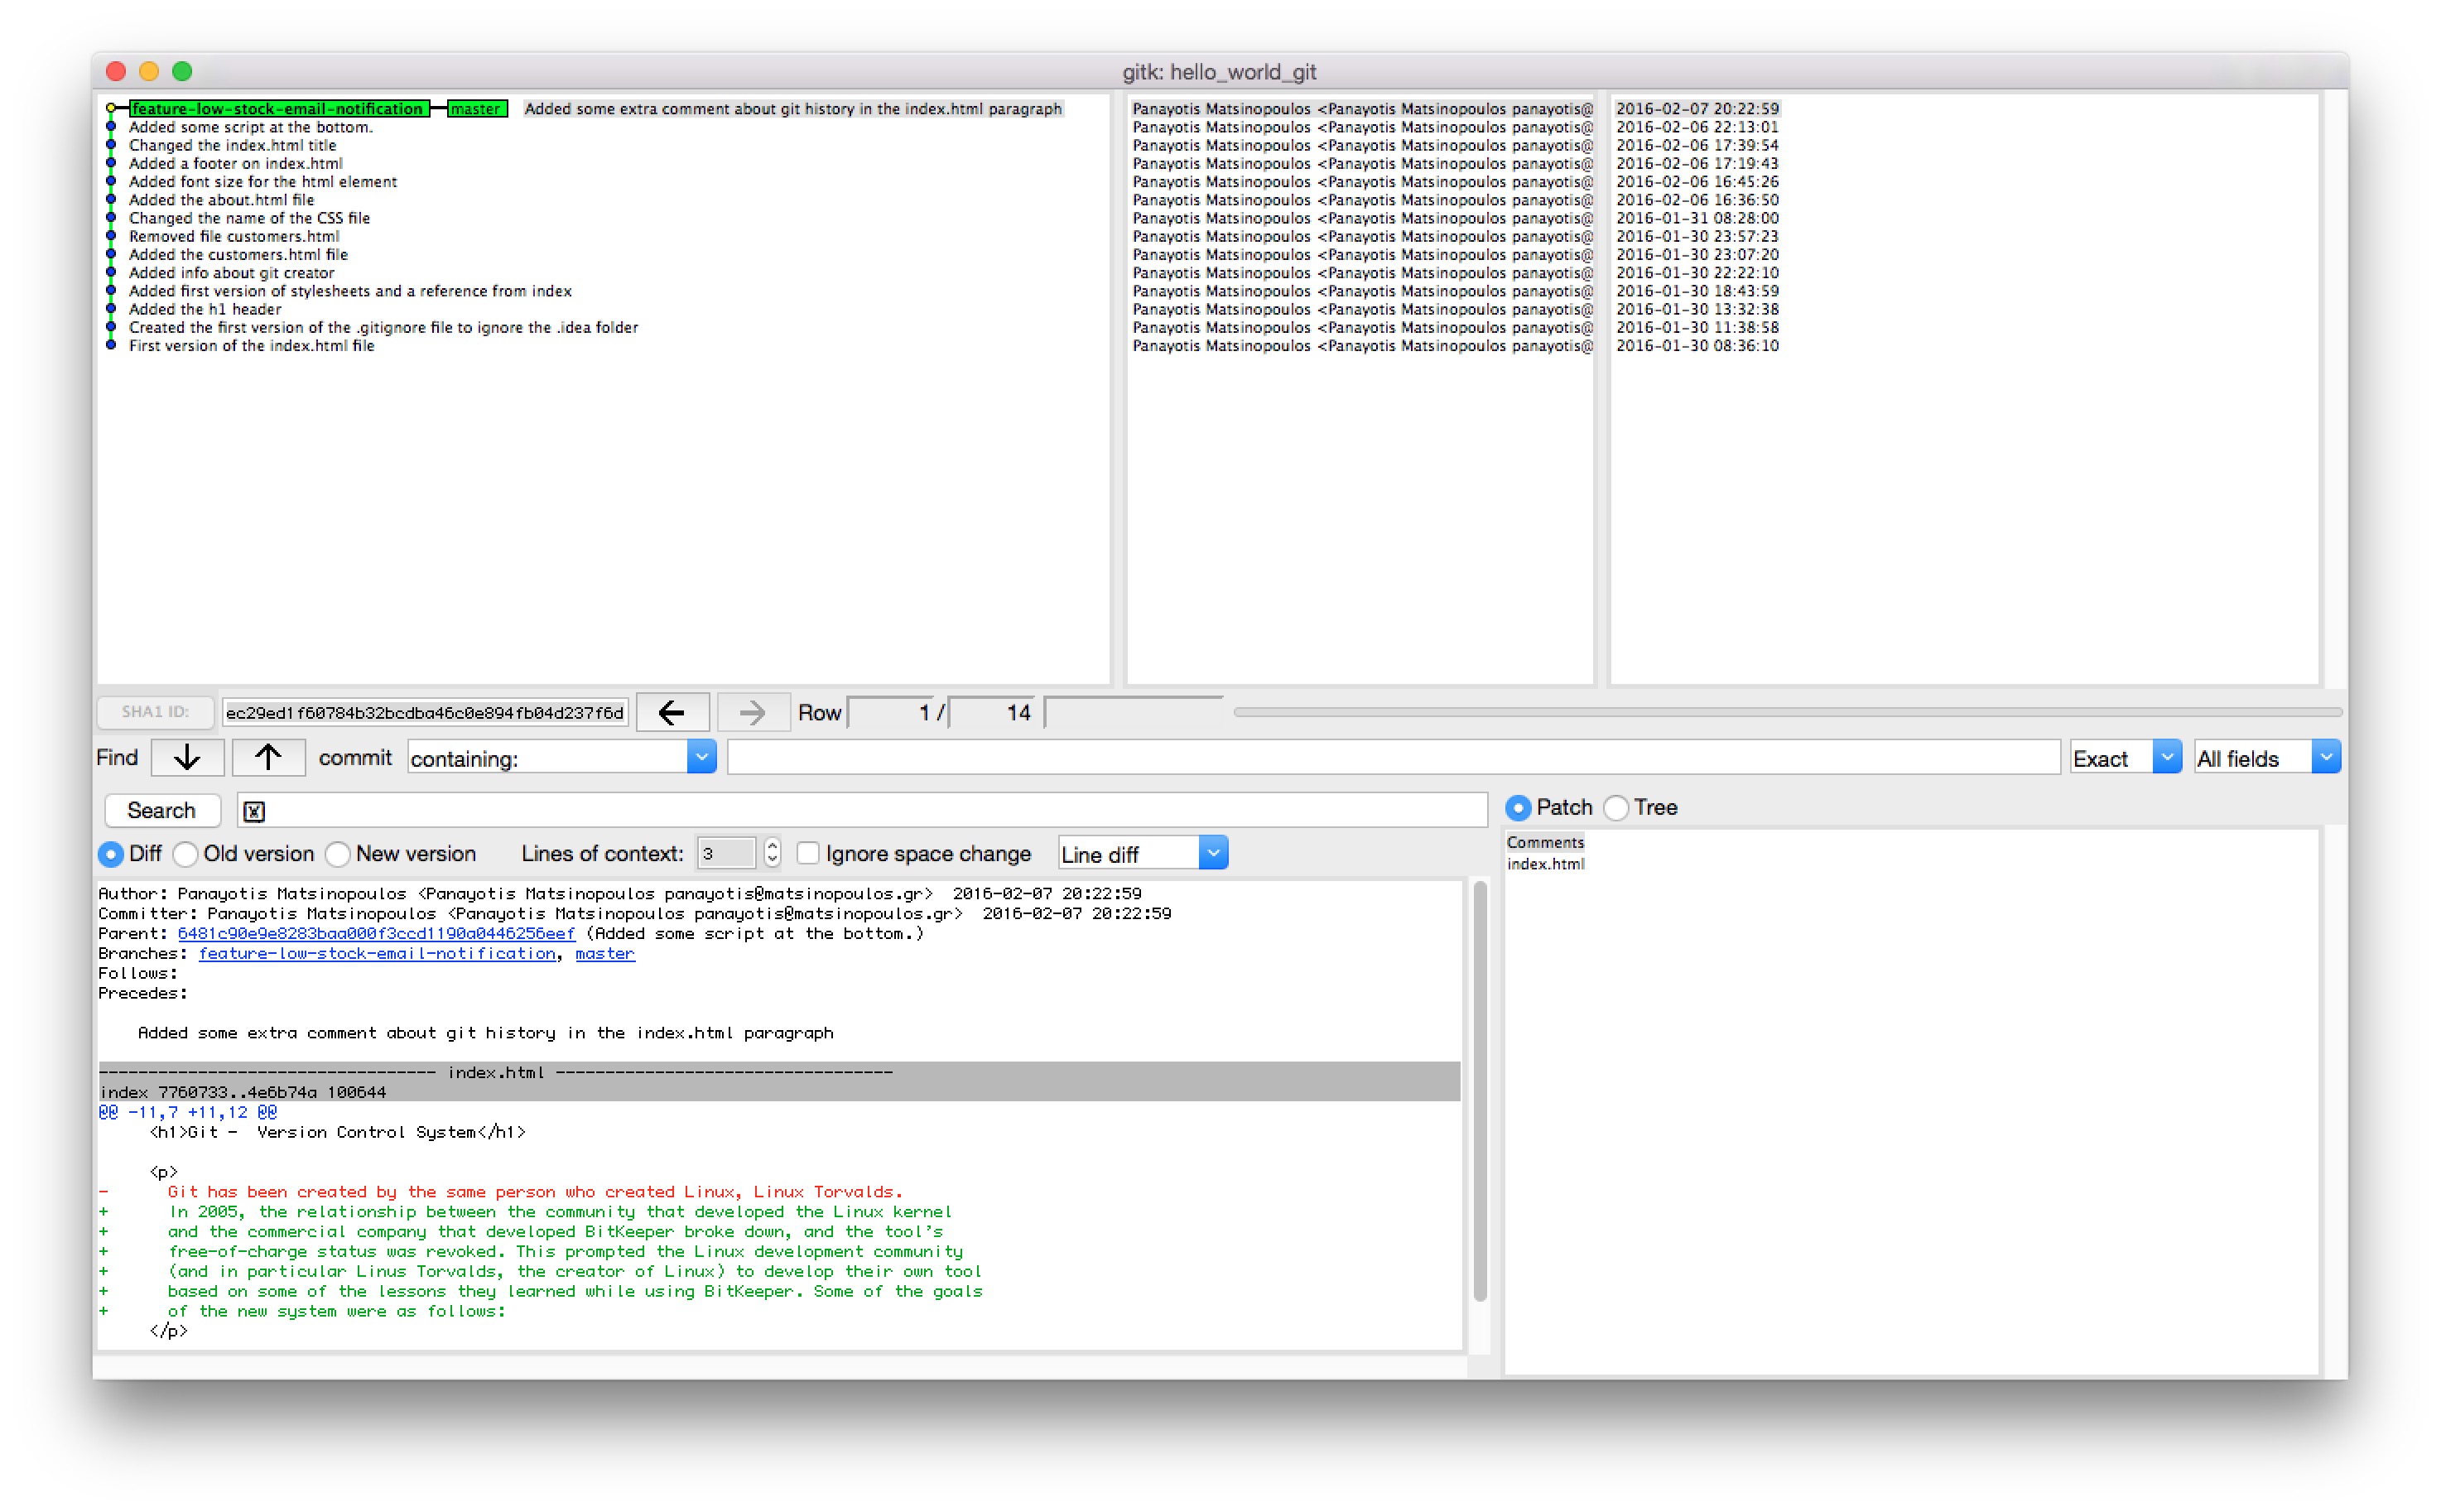 gitk: hello_world_git
feature-low-stock-email-notification master Added some extra comment about git history in the index.html paragraph Panayotis Matsinopoulos <Panayotis Matsinopoulos panayotis@ 2016-02-07 20:22:59
Added some script at the bottom. Panayotis Matsinopoulos <Panayotis Matsinopoulos panayotis@ 2016-02-06 22:13:01
Changed the index.html title Panayotis Matsinopoulos <Panayotis Matsinopoulos panayotis@ 2016-02-06 17:39:54
Added a footer on index.html Panayotis Matsinopoulos <Panayotis Matsinopoulos panayotis@ 2016-02-06 17:19:43
Added font size for the html element Panayotis Matsinopoulos <Panayotis Matsinopoulos panayotis@ 2016-02-06 16:45:26
Added the about.html file Panayotis Matsinopoulos <Panayotis Matsinopoulos panayotis@ 2016-02-06 16:36:50
Changed the name of the CSS file Panayotis Matsinopoulos <Panayotis Matsinopoulos panayotis@ 2016-01-31 08:28:00
Removed file customers.html Panayotis Matsinopoulos <Panayotis Matsinopoulos panayotis@ 2016-01-30 23:57:23
Added the customers.html file Panayotis Matsinopoulos <Panayotis Matsinopoulos panayotis@ 2016-01-30 23:07:20
Added info about git creator Panayotis Matsinopoulos <Panayotis Matsinopoulos panayotis@ 2016-01-30 22:22:10
Added first version of stylesheets and a reference from index Panayotis Matsinopoulos <Panayotis Matsinopoulos panayotis@ 2016-01-30 18:43:59
Added the h1 header Panayotis Matsinopoulos <Panayotis Matsinopoulos panayotis@ 2016-01-30 13:32:38
Created the first version of the .gitignore file to ignore the .idea folder Panayotis Matsinopoulos <Panayotis Matsinopoulos panayotis@ 2016-01-30 11:38:58
First version of the index.html file Panayotis Matsinopoulos <Panayotis Matsinopoulos panayotis@ 2016-01-30 08:36:10
SHA1 ID: ec29ed1f60784b32bcdba46c0e894fb04d237f6d Row 1 / 14
Find commit containing: Exact All fields
Search
Patch Tree
Diff Old version New version Lines of context: 3 Ignore space change Line diff
Comments
index.html
Author: Panayotis Matsinopoulos <Panayotis Matsinopoulos panayotis@matsinopoulos.gr> 2016-02-07 20:22:59
Committer: Panayotis Matsinopoulos <Panayotis Matsinopoulos panayotis@matsinopoulos.gr> 2016-02-07 20:22:59
Parent: 6481c90e9e8283baa000f3ccd1190a0446256eef (Added some script at the bottom.)
Branches: feature-low-stock-email-notification, master
Follows:
Precedes:
Added some extra comment about git history in the index.html paragraph
---------------------------------- index.html ----------------------------------
index 7760733..4e6b74a 100644
@@ -11,7 +11,12 @@
<h1>Git -  Version Control System</h1>
<p>
- Git has been created by the same person who created Linux, Linux Torvalds.
+ In 2005, the relationship between the community that developed the Linux kernel
+ and the commercial company that developed BitKeeper broke down, and the tool's
+ free-of-charge status was revoked. This prompted the Linux development community
+ (and in particular Linus Torvalds, the creator of Linux) to develop their own tool
+ based on some of the lessons they learned while using BitKeeper. Some of the goals
+ of the new system were as follows:
</p>